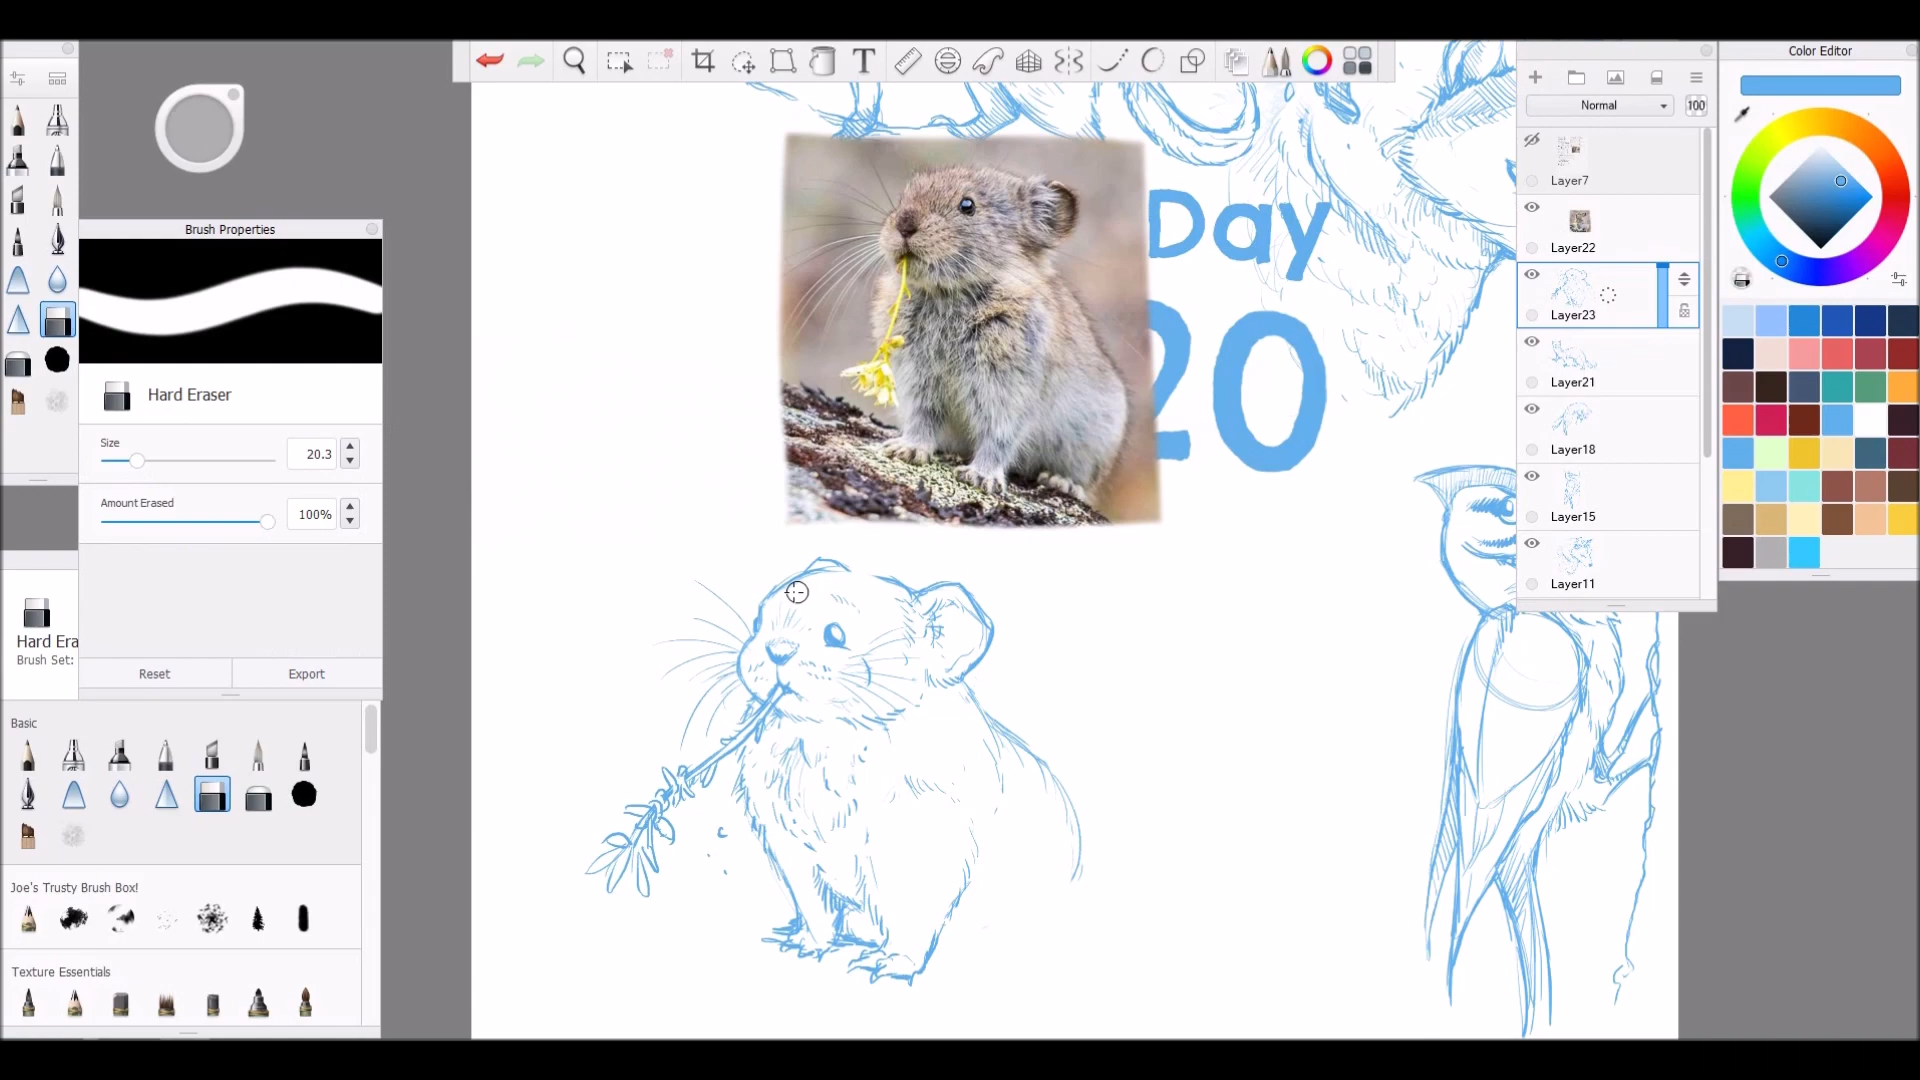 Color Editor
Normal
100
Layer7
Layer22
Layer23
Layer21
Layer18
Layer15
Layer11
Brush Properties
Hard Eraser
Size
20.3
Amount Erased
100%
Hard Era
Brush Set:
Reset
Export
Basic
Joe's Trusty Brush Box!
Texture Essentials
T
Day
20